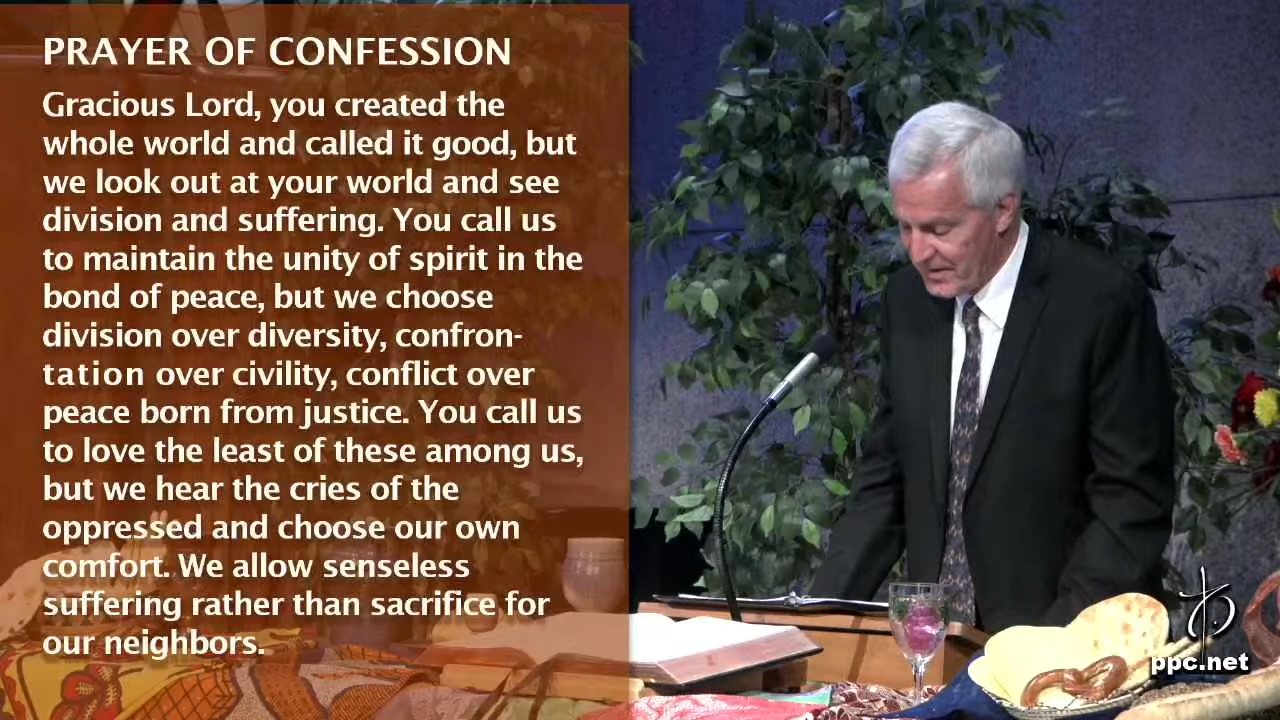 PRAYER OF CONFESSION
Gracious Lord, you created the
whole world and called it good, but
we look out at your world and see
division and suffering. You call us
to maintain the unity of spirit in the
bond of peace, but we choose
division over diversity, confron-
tation over civility, conflict over
peace born from justice. You call us
to love the least of these among us,
but we hear the cries of the
oppressed and choose our own
comfort. We allow senseless
suffering rather than sacrifice for
our neighbors.
ppc.net